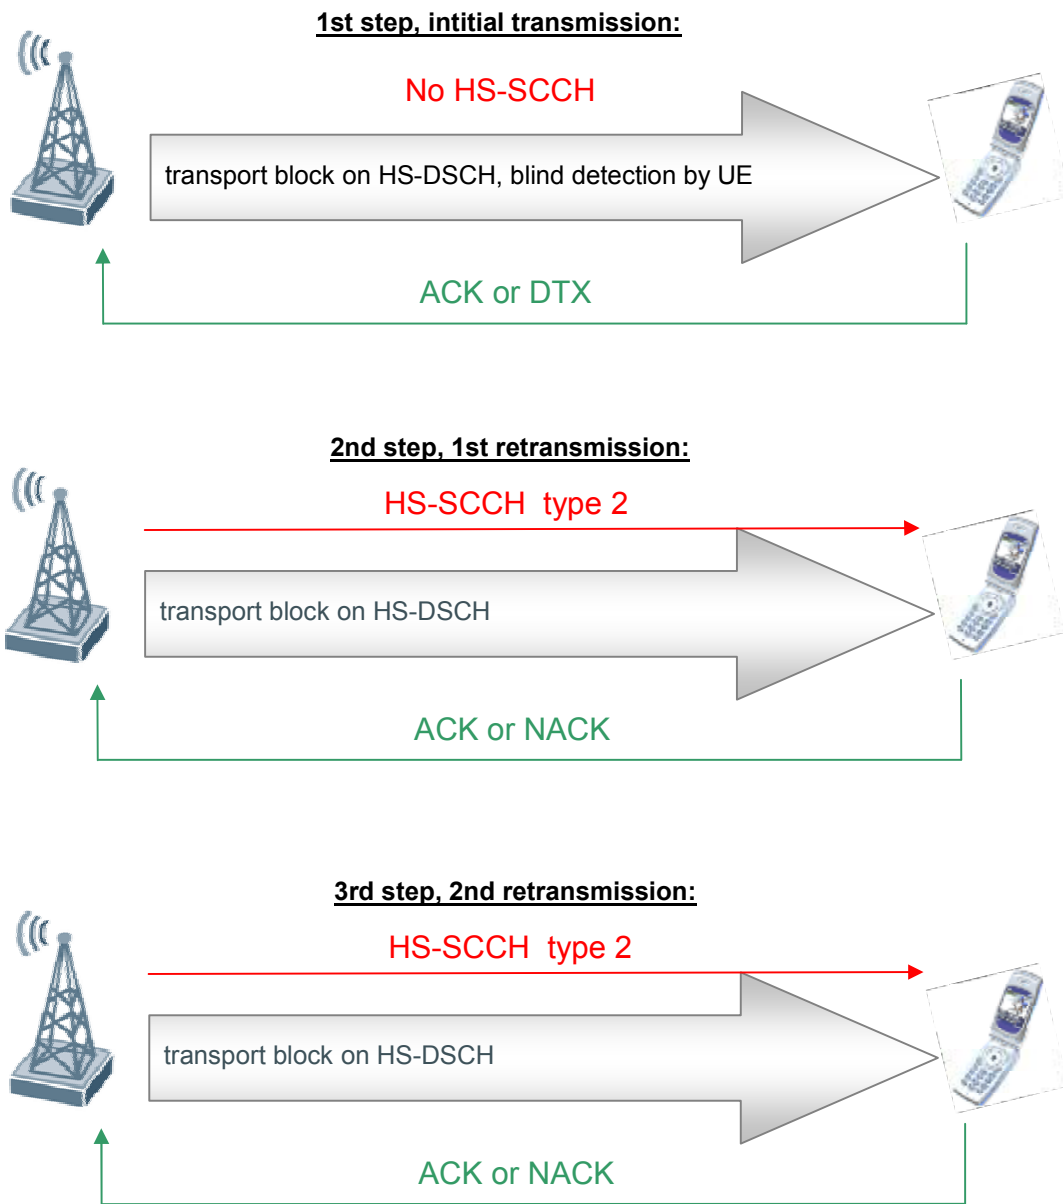 1st step, intitial transmission:
No HS-SCCH
transport block on HS-DSCH, blind detection by UE
ACK or DTX
2nd step, 1st retransmission:
HS-SCCH type 2
transport block on HS-DSCH
ACK or NACK
3rd step, 2nd retransmission:
HS-SCCH type 2
transport block on HS-DSCH
ACK or NACK